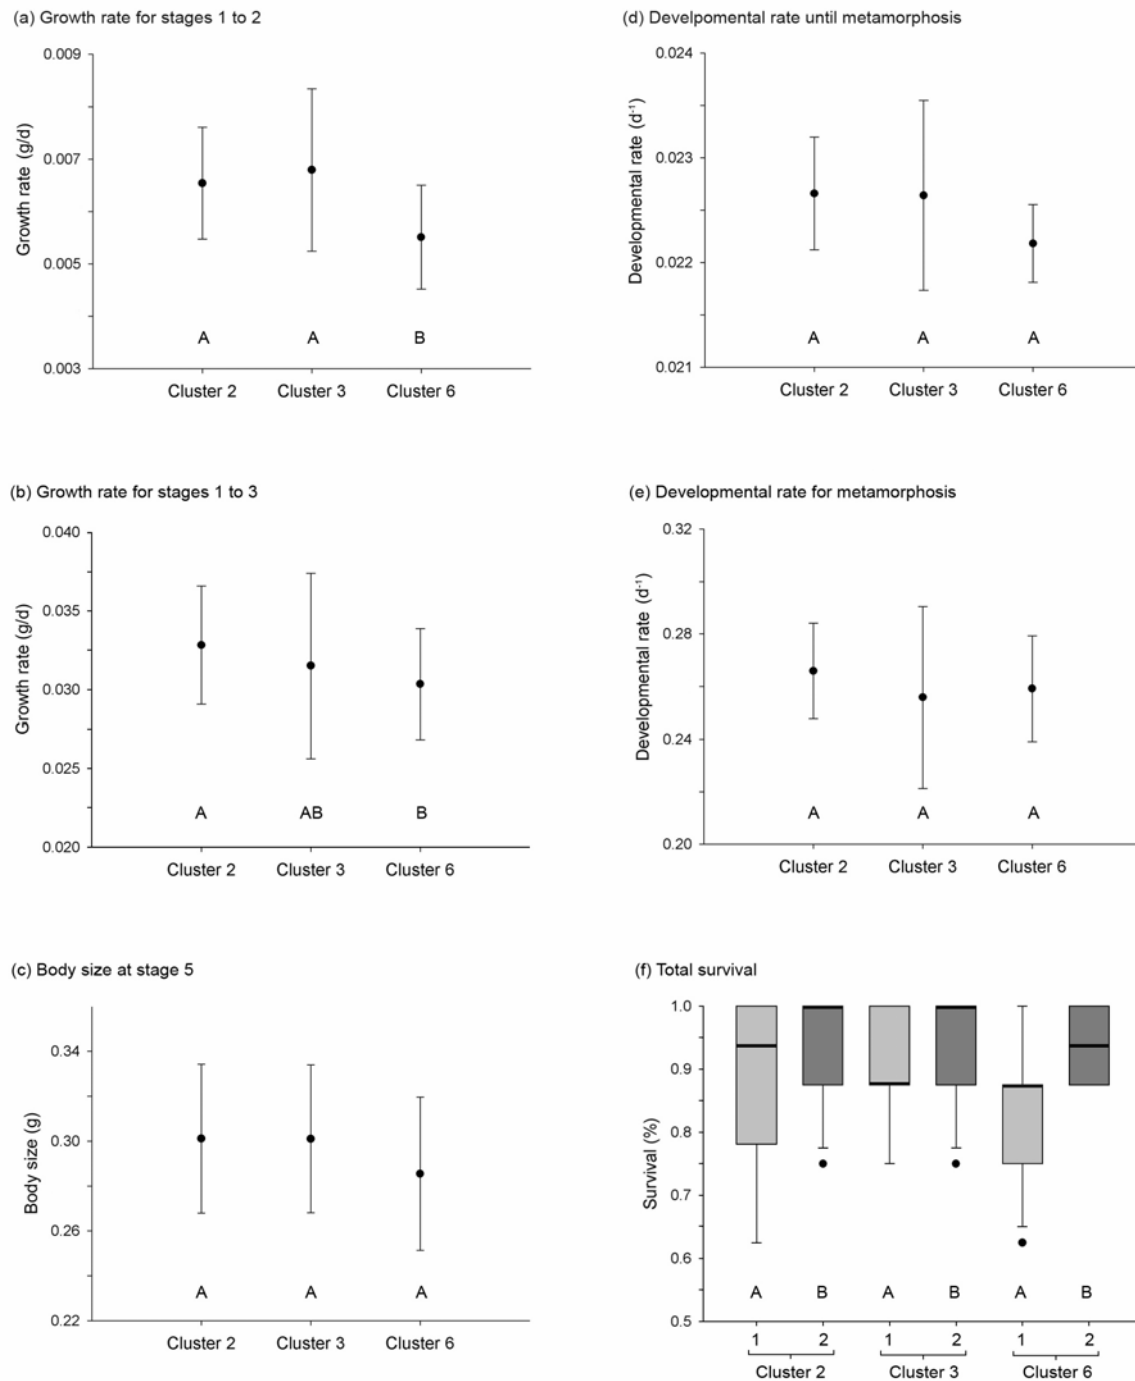 (a) Growth rate for stages 1 to 2
0.009
0.007
0.005
0.003
Growth rate (g/d)
A A B
Cluster 2 Cluster 3 Cluster 6
(b) Growth rate for stages 1 to 3
0.040
0.035
0.030
0.025
0.020
Growth rate (g/d)
A AB B
Cluster 2 Cluster 3 Cluster 6
(c) Body size at stage 5
0.34
0.30
0.26
0.22
Body size (g)
A A A
Cluster 2 Cluster 3 Cluster 6
(d) Develpomental rate until metamorphosis
0.024
0.023
0.022
0.021
Developmental rate (d⁻¹)
A A A
Cluster 2 Cluster 3 Cluster 6
(e) Developmental rate for metamorphosis
0.32
0.28
0.24
0.20
Developmental rate (d⁻¹)
A A A
Cluster 2 Cluster 3 Cluster 6
(f) Total survival
1.0
0.9
0.8
0.7
0.6
0.5
Survival (%)
A B A B A B
1 2 1 2 1 2
Cluster 2 Cluster 3 Cluster 6